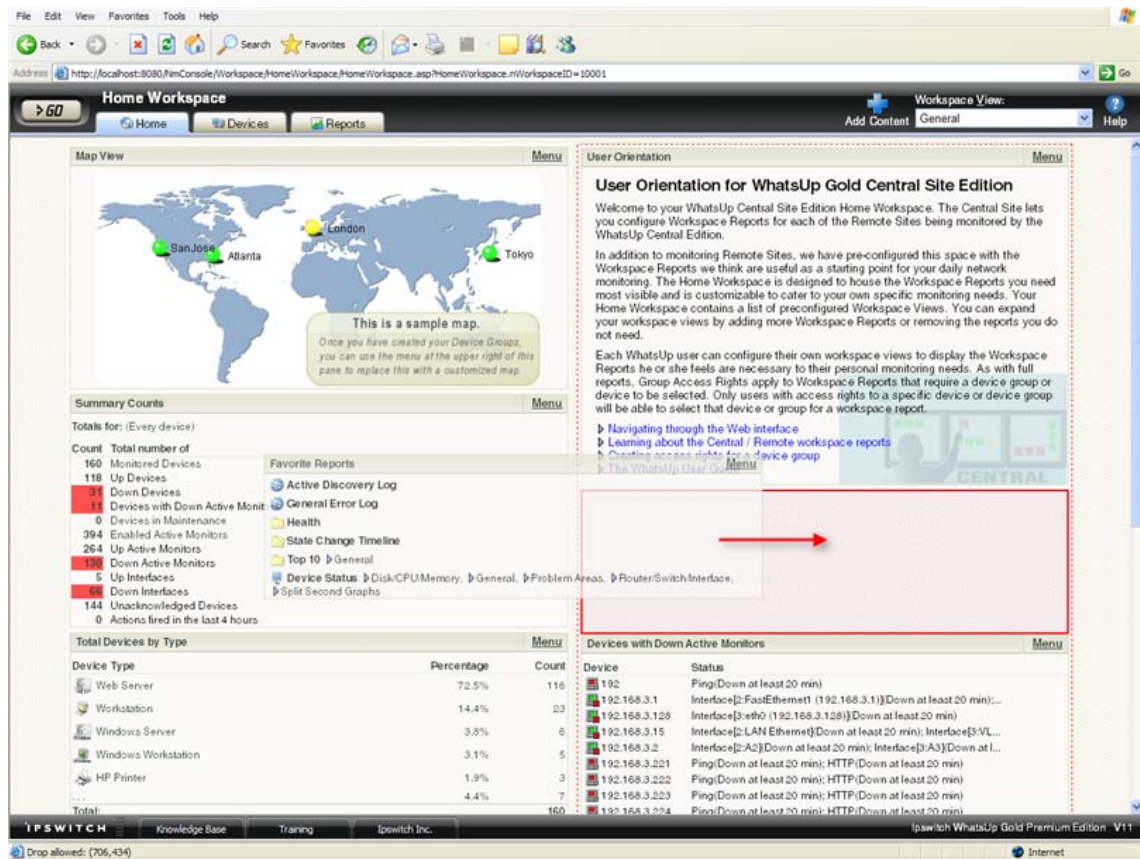 File Edit View Favorites Tools Help
Back Search Favorites
Address http://localhost:8080/NmConsole/Workspace/HomeWorkspace/HomeWorkspace.asp?HomeWorkspace.nWorkspaceID=10001 Go
GO Home Workspace Add Content Workspace View: General Help
Home Devices Reports
Map View Menu
London
SanJose Atlanta Tokyo
This is a sample map.
Once you have created your Device Groups,
you can use the menu at the upper right of this
pane to replace this with a customized map.
Summary Counts Menu
Totals for: (Every device)
Count Total number of
160 Monitored Devices
118 Up Devices
31 Down Devices
11 Devices with Down Active Monit
0 Devices in Maintenance
394 Enabled Active Monitors
264 Up Active Monitors
130 Down Active Monitors
5 Up Interfaces
66 Down Interfaces
144 Unacknowledged Devices
0 Actions fired in the last 4 hours
Favorite Reports Menu
Active Discovery Log
General Error Log
Health
State Change Timeline
Top 10 General
Device Status Disk/CPU/Memory, General, Problem Areas, Router/Switch/Interface,
Split Second Graphs
Total Devices by Type Menu
Device Type Percentage Count
Web Server 72.5% 116
Workstation 14.4% 23
Windows Server 3.8% 6
Windows Workstation 3.1% 5
HP Printer 1.9% 3
... 4.4% 7
Total: 160
User Orientation Menu
User Orientation for WhatsUp Gold Central Site Edition
Welcome to your WhatsUp Central Site Edition Home Workspace. The Central Site lets
you configure Workspace Reports for each of the Remote Sites being monitored by the
WhatsUp Central Edition.
In addition to monitoring Remote Sites, we have pre-configured this space with the
Workspace Reports we think are useful as a starting point for your daily network
monitoring. The Home Workspace is designed to house the Workspace Reports you need
most visible and is customizable to cater to your own specific monitoring needs. Your
Home Workspace contains a list of preconfigured Workspace Views. You can expand
your workspace views by adding more Workspace Reports or removing the reports you do
not need.
Each WhatsUp user can configure their own workspace views to display the Workspace
Reports he or she feels are necessary to their personal monitoring needs. As with full
reports, Group Access Rights apply to Workspace Reports that require a device group or
device to be selected. Only users with access rights to a specific device or device group
will be able to select that device or group for a workspace report.
Navigating through the Web interface
Learning about the Central / Remote workspace reports
Creating access rights for a device group
The WhatsUp User Guide
CENTRAL
Devices with Down Active Monitors Menu
Device Status
192 Ping(Down at least 20 min)
192.168.3.1 Interface[2:FastEthernet1 (192.168.3.1)](Down at least 20 min);...
192.168.3.128 Interface[3:eth0 (192.168.3.128)](Down at least 20 min)
192.168.3.15 Interface[2:LAN Ethernet](Down at least 20 min); Interface[3:VL...
192.168.3.2 Interface[2:A2](Down at least 20 min); Interface[3:A3](Down at l...
192.168.3.221 Ping(Down at least 20 min); HTTP(Down at least 20 min)
192.168.3.222 Ping(Down at least 20 min); HTTP(Down at least 20 min)
192.168.3.223 Ping(Down at least 20 min); HTTP(Down at least 20 min)
192.168.3.224 Ping(Down at least 20 min); HTTP(Down at least 20 min)
IPSWITCH Knowledge Base Training Ipswitch Inc. Ipswitch WhatsUp Gold Premium Edition V11
Drop allowed: (706,434) Internet